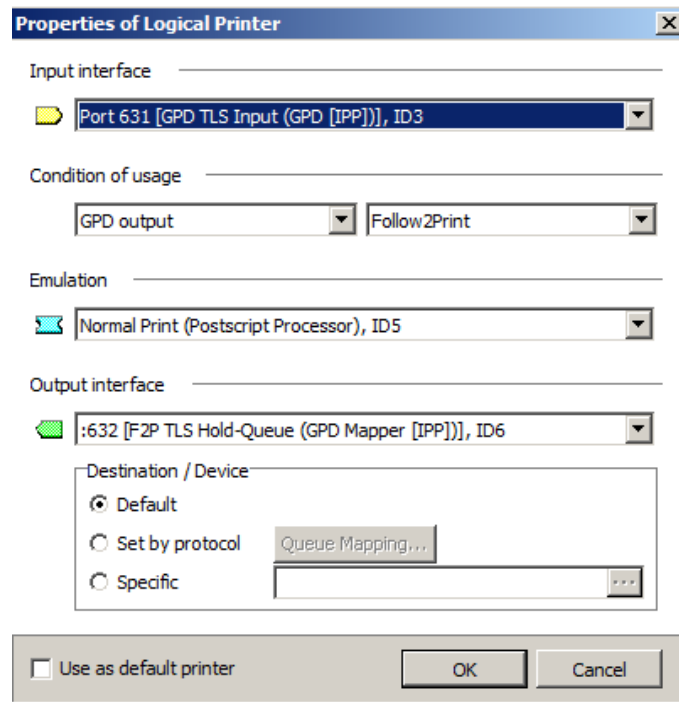 Properties of Logical Printer
Input interface
Port 631 [GPD TLS Input (GPD [IPP])], ID3
Condition of usage
GPD output Follow2Print
Emulation
Normal Print (Postscript Processor), ID5
Output interface
:632 [F2P TLS Hold-Queue (GPD Mapper [IPP])], ID6
Destination / Device
Default
Set by protocol Queue Mapping...
Specific ...
Use as default printer OK Cancel